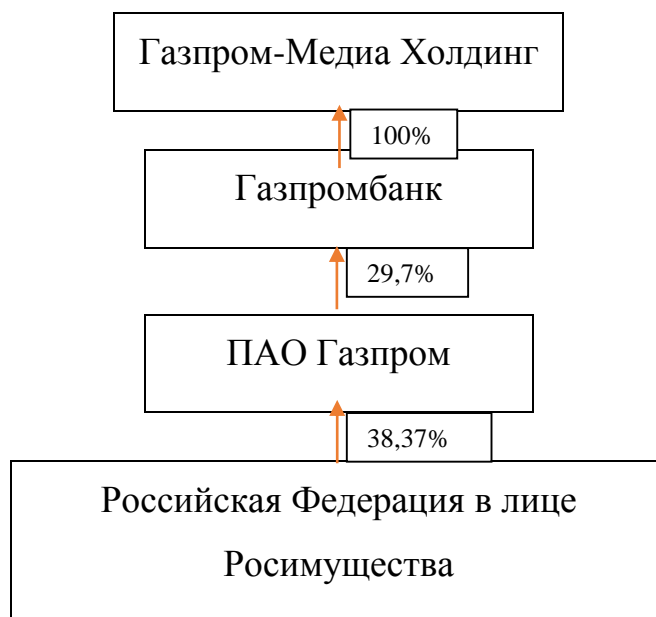 Газпром-Медиа Холдинг
100%
Газпромбанк
29,7%
ПАО Газпром
38,37%
Российская Федерация в лице
Росимущества